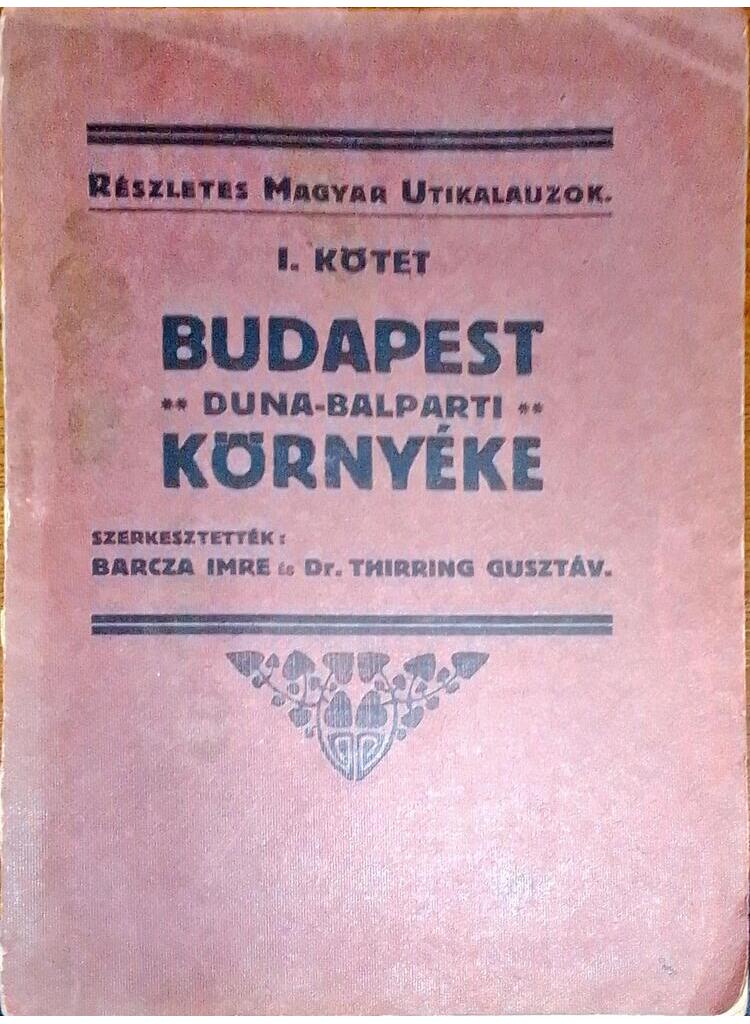 RÉSZLETES MAGYAR UTIKALAUZOK.
I. KÖTET
BUDAPEST
** DUNA-BALPARTI **
KÖRNYÉKE
SZERKESZTETTÉK:
BARCZA IMRE és Dr. THIRRING GUSZTÁV.